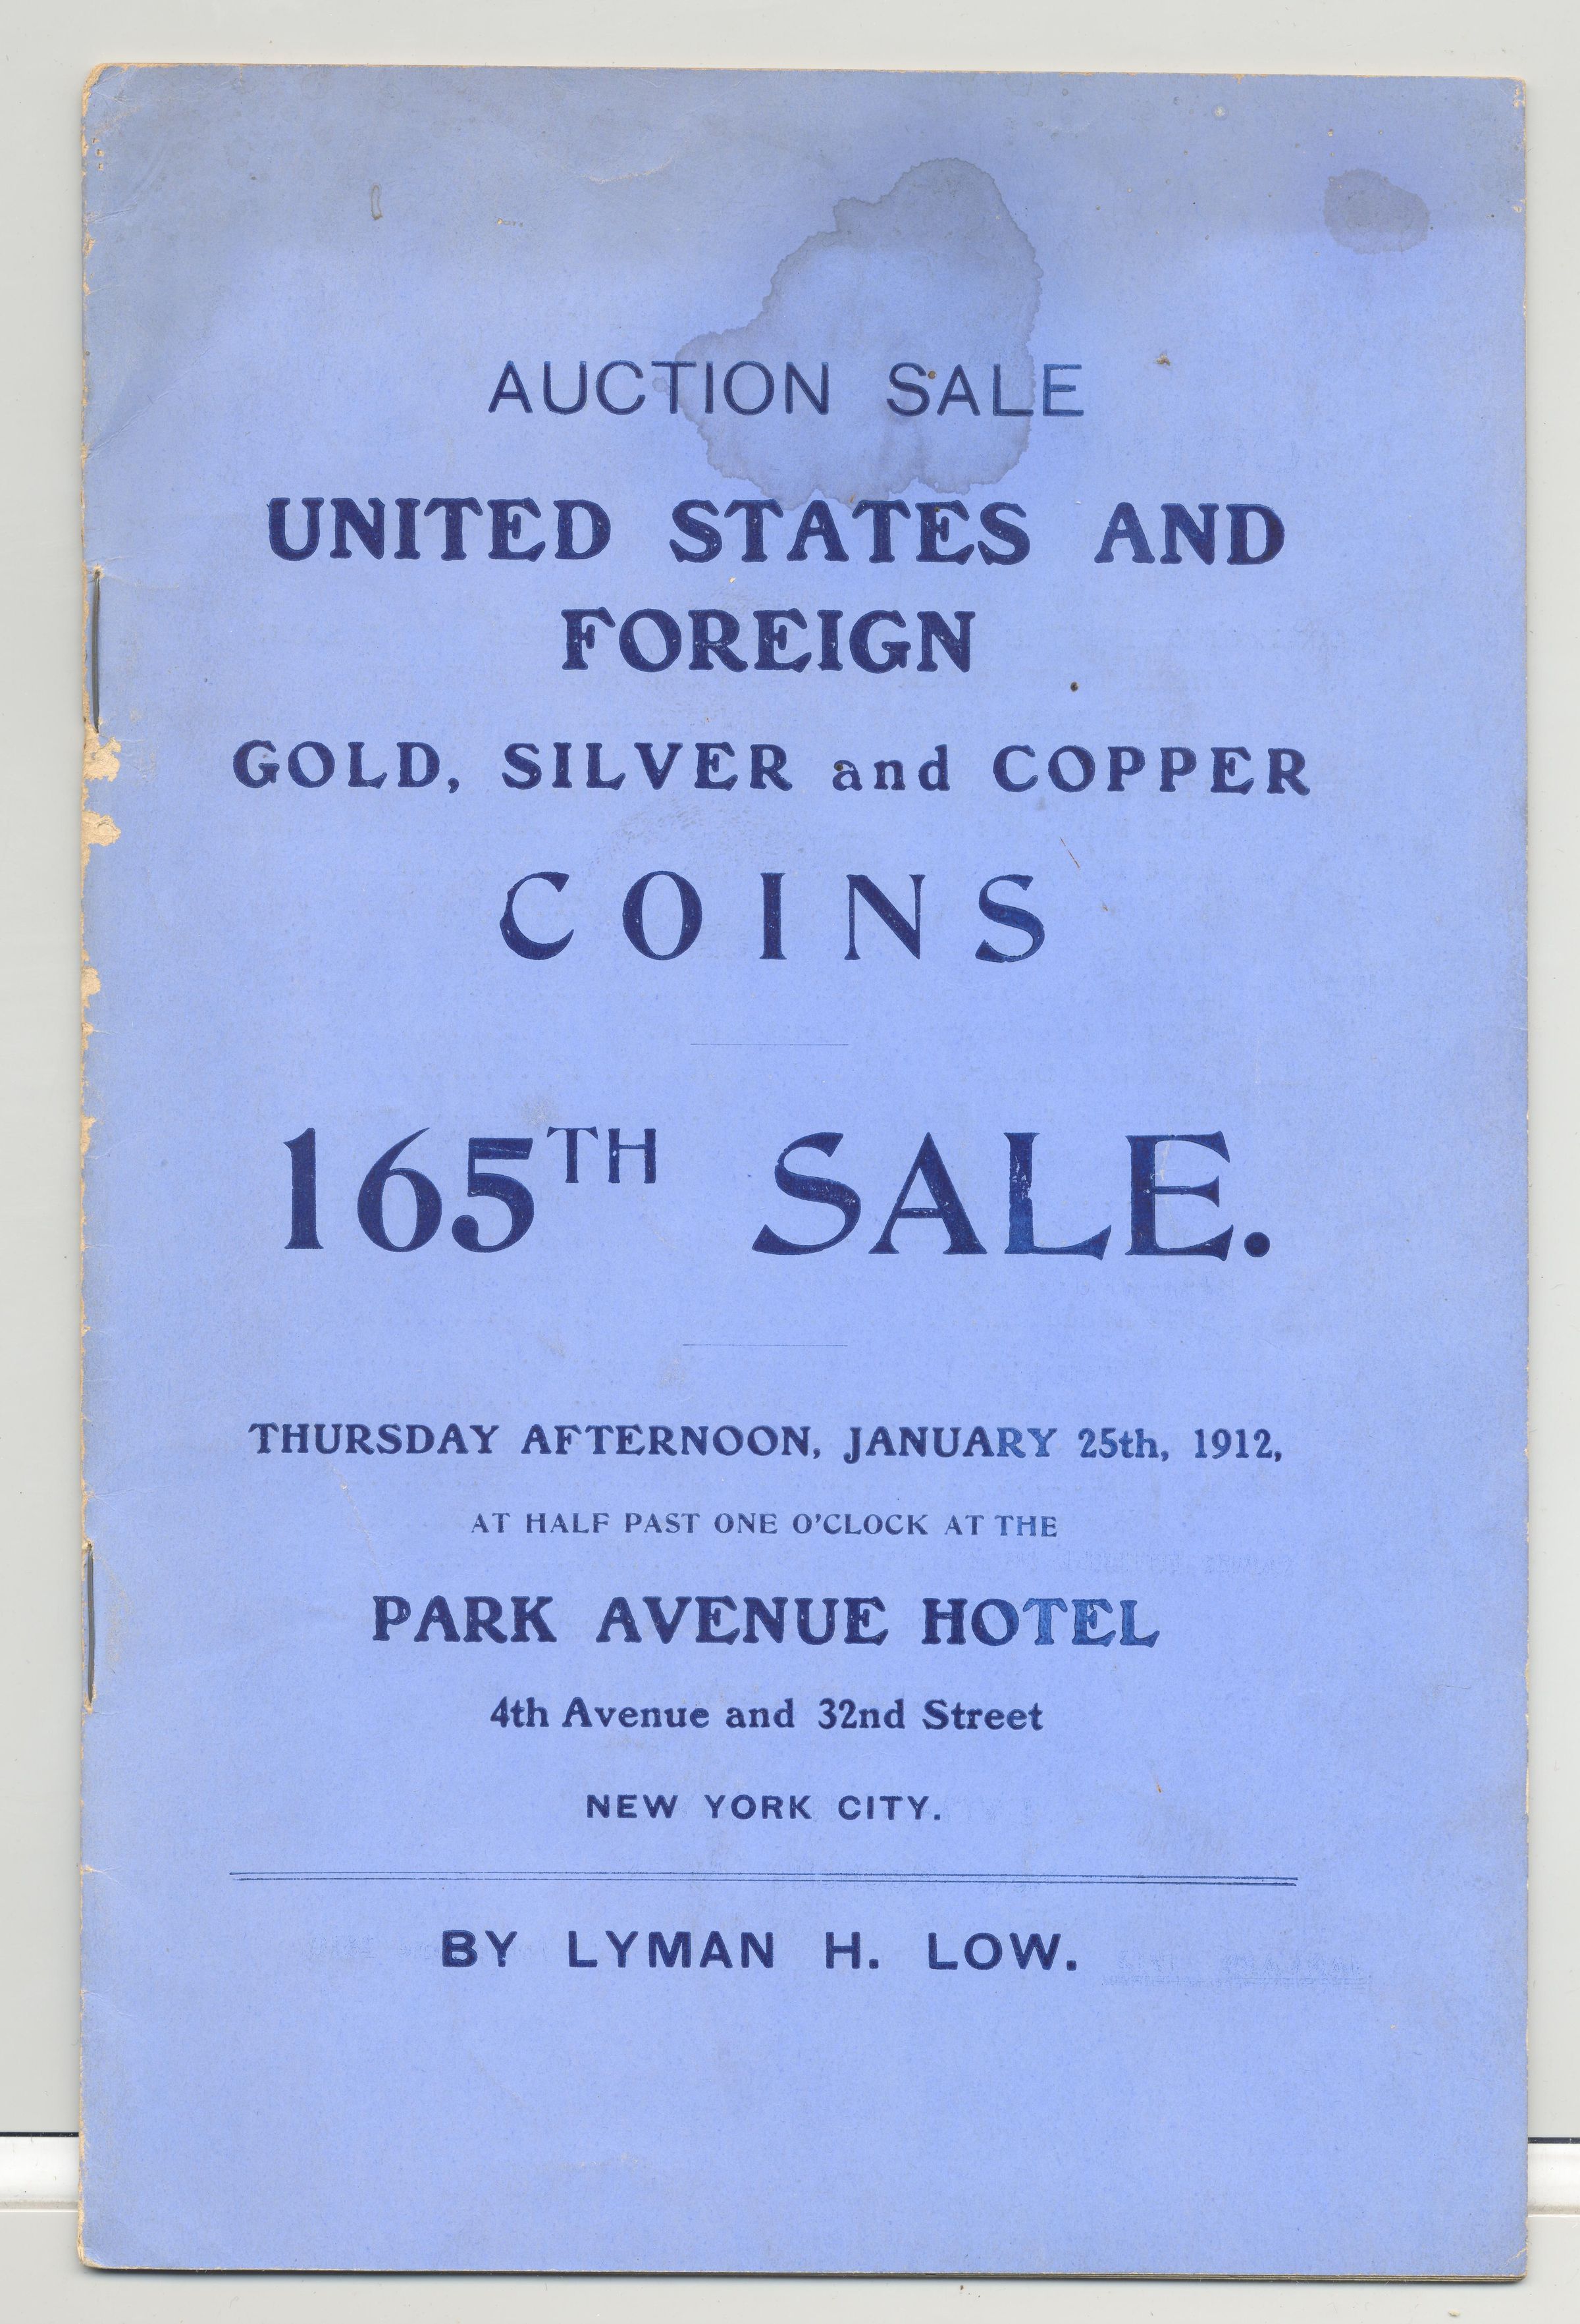 AUCTION SALE
UNITED STATES AND
FOREIGN
GOLD, SILVER and COPPER
COINS
165TH SALE.
THURSDAY AFTERNOON, JANUARY 25th, 1912,
AT HALF PAST ONE O'CLOCK AT THE
PARK AVENUE HOTEL
4th Avenue and 32nd Street
NEW YORK CITY.
BY LYMAN H. LOW.